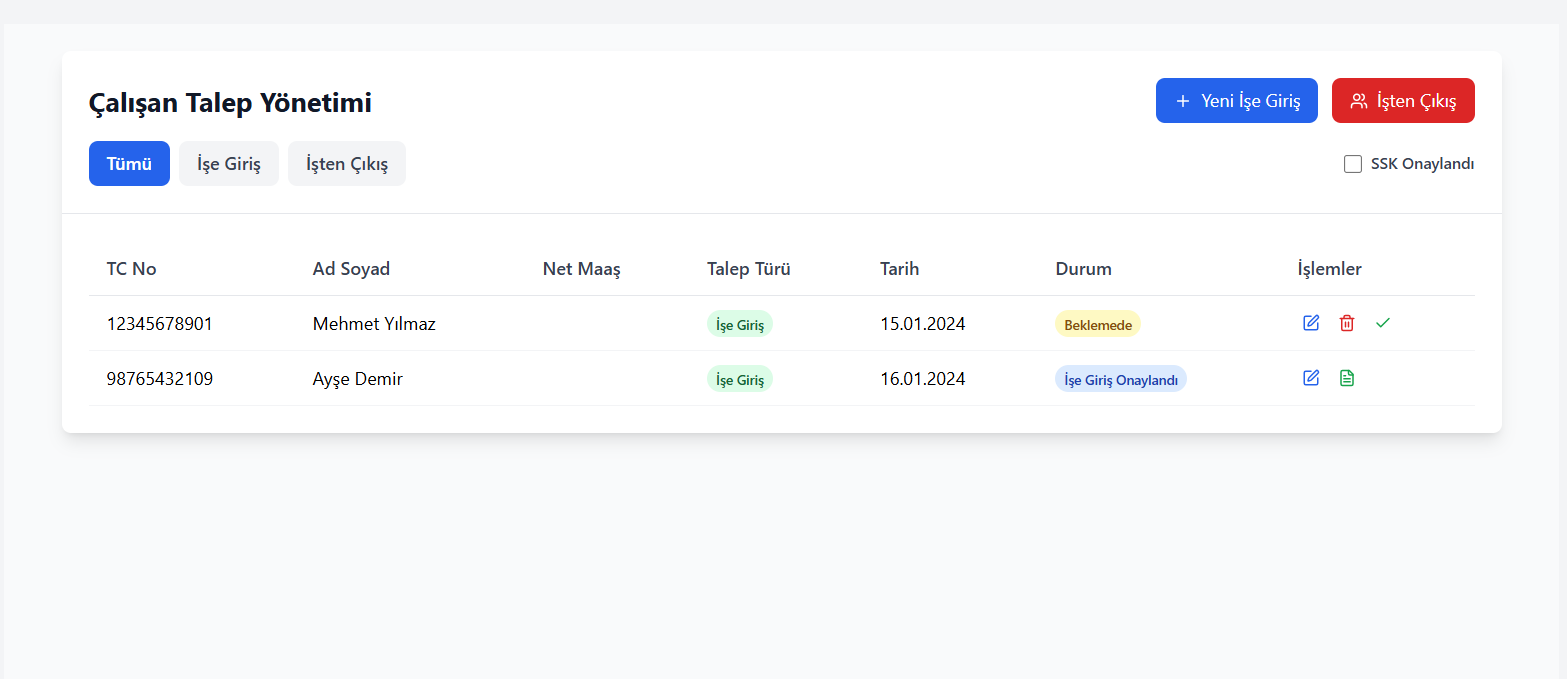 Çalışan Talep Yönetimi
+ Yeni İşe Giriş
İşten Çıkış
Tümü
İşe Giriş
İşten Çıkış
SSK Onaylandı
TC No Ad Soyad Net Maaş Talep Türü Tarih Durum İşlemler
12345678901 Mehmet Yılmaz İşe Giriş 15.01.2024 Beklemede
98765432109 Ayşe Demir İşe Giriş 16.01.2024 İşe Giriş Onaylandı